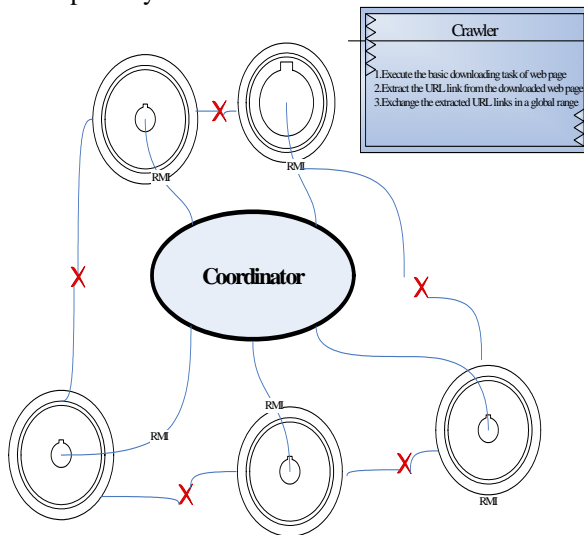 Crawler
1.Execute the basic downloading task of web page
2.Extract the URL link from the downloaded web page
3.Exchange the extracted URL links in a global range
X
RMI
RMI
Coordinator
X
X
RMI
RMI
X
X
RMI